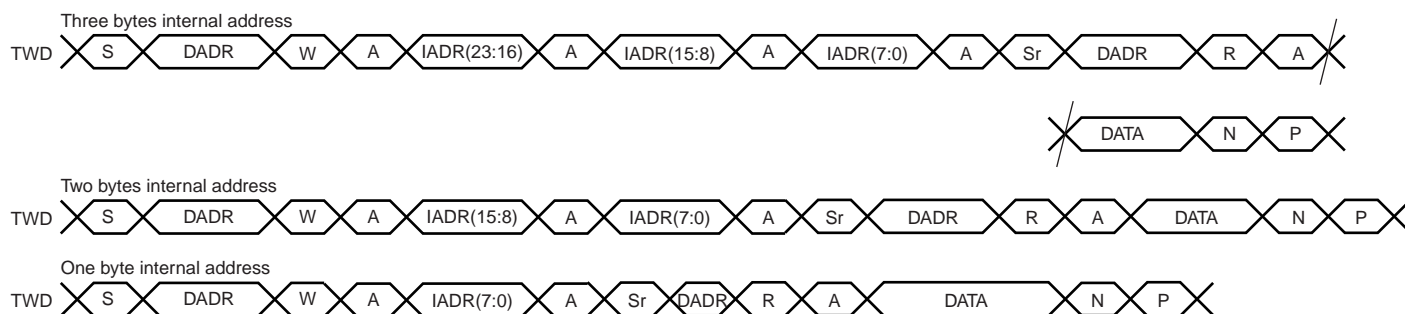 Three bytes internal address
TWD S DADR W A IADR(23:16) A IADR(15:8) A IADR(7:0) A Sr DADR R A
DATA N P
Two bytes internal address
TWD S DADR W A IADR(15:8) A IADR(7:0) A Sr DADR R A DATA N P
One byte internal address
TWD S DADR W A IADR(7:0) A Sr DADR R A DATA N P